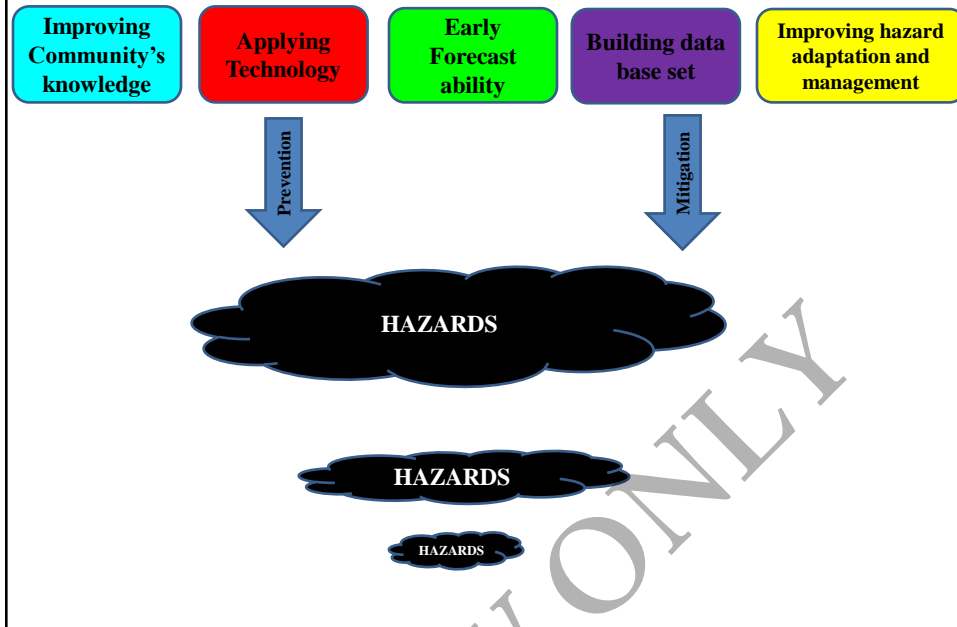 Improving
Community's
knowledge
Applying
Technology
Early
Forecast
ability
Building data
base set
Improving hazard
adaptation and
management
Prevention
Mitigation
HAZARDS
HAZARDS
HAZARDS
ONLY